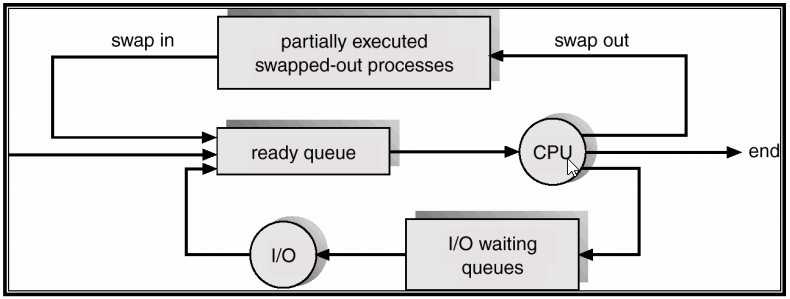 swap in
partially executed
swapped-out processes
swap out
ready queue
CPU
end
I/O
I/O waiting
queues